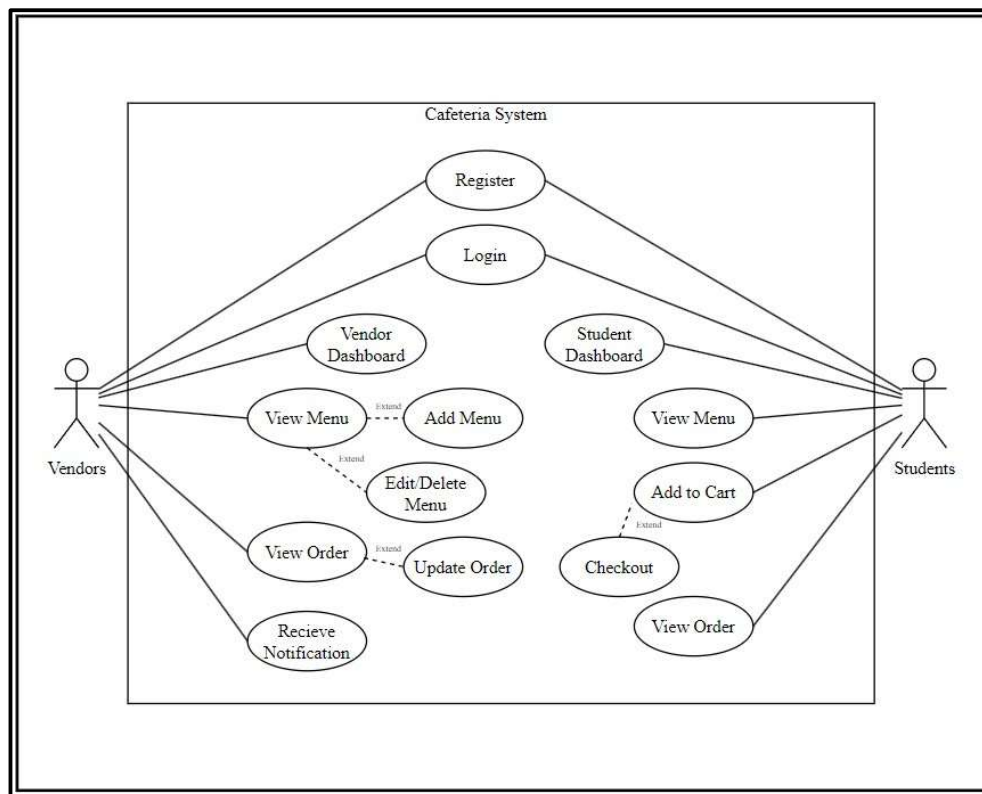 Cafeteria System
Register
Login
Vendor
Dashboard
Student
Dashboard
View Menu
Extend
Add Menu
View Menu
Extend
Edit/Delete
Menu
Add to Cart
Extend
View Order
Extend
Update Order
Checkout
View Order
Recieve
Notification
Vendors
Students